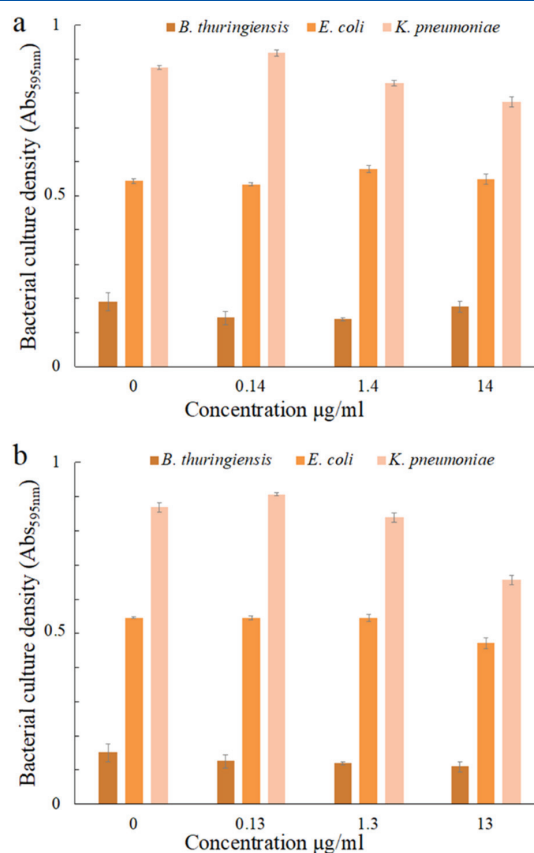 a
B. thuringiensis E. coli K. pneumoniae
Bacterial culture density (Abs595nm)
1
0.5
0
0 0.14 1.4 14
Concentration µg/ml
b
B. thuringiensis E. coli K. pneumoniae
Bacterial culture density (Abs595nm)
1
0.5
0
0 0.13 1.3 13
Concentration µg/ml